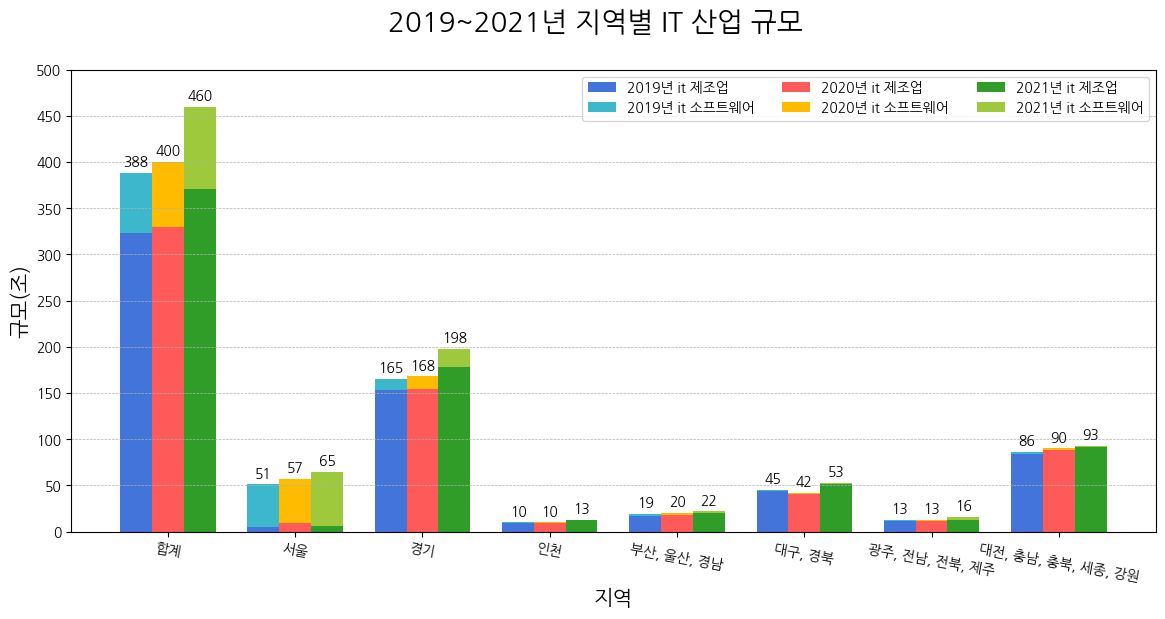 2019~2021년 지역별 IT 산업 규모
2019년 it 제조업
2019년 it 소프트웨어
2020년 it 제조업
2020년 it 소프트웨어
2021년 it 제조업
2021년 it 소프트웨어
규모(조)
500
450
400
350
300
250
200
150
100
50
0
388
400
460
51
57
65
165
168
198
10
10
13
19
20
22
45
42
53
13
13
16
86
90
93
합계
서울
경기
인천
부산, 울산, 경남
대구, 경북
광주, 전남, 전북, 제주
대전, 충남, 충북, 세종, 강원
지역